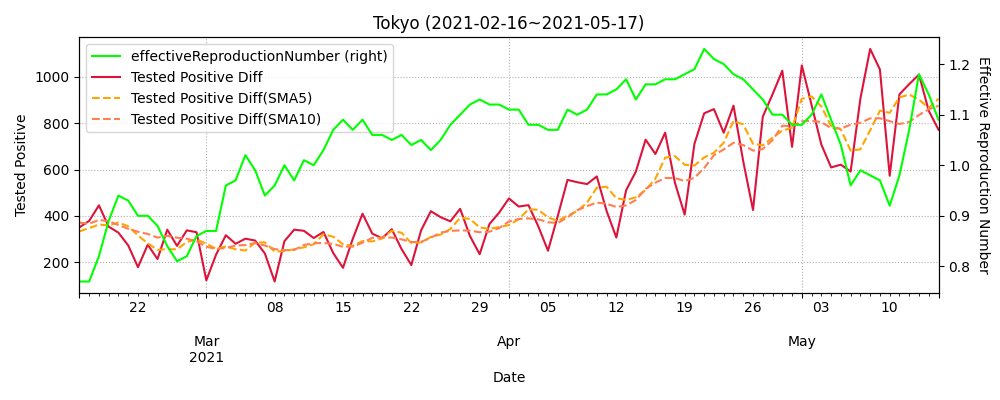 Tokyo (2021-02-16~2021-05-17)
effectiveReproductionNumber (right)
Tested Positive Diff
Tested Positive Diff(SMA5)
Tested Positive Diff(SMA10)
Tested Positive
1000
800
600
400
200
Effective Reproduction Number
1.2
1.1
1.0
0.9
0.8
22 08 15 22 29 05 12 19 26 03 10
Mar Apr May
2021
Date